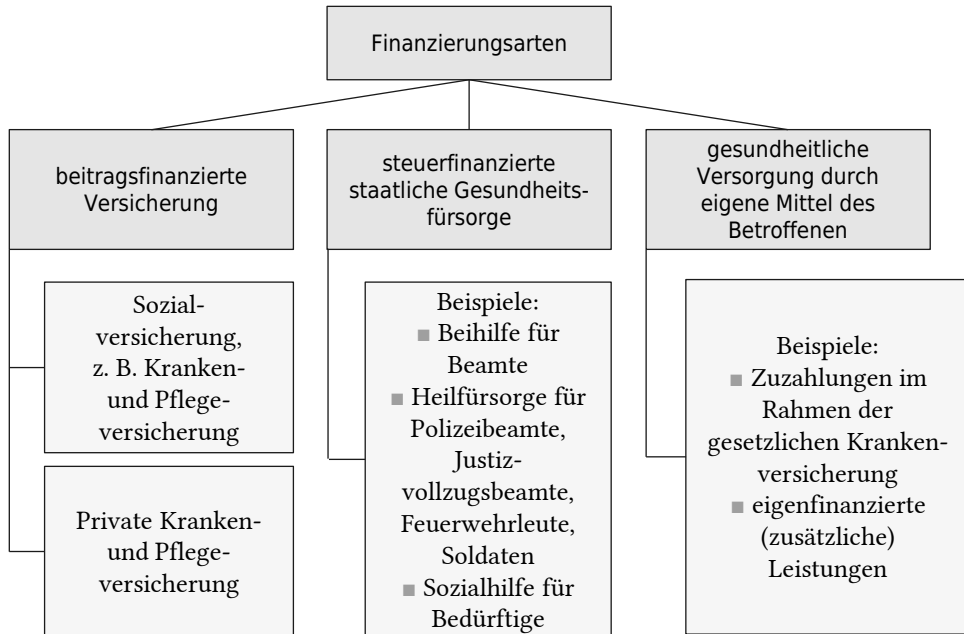 Finanzierungsarten
beitragsfinanzierte
Versicherung
Sozial-
versicherung,
z. B. Kranken-
und Pflege-
versicherung
Private Kranken-
und Pflege-
versicherung
steuerfinanzierte
staatliche Gesundheits-
fürsorge
Beispiele:
■ Beihilfe für
Beamte
■ Heilfürsorge für
Polizeibeamte,
Justiz-
vollzugsbeamte,
Feuerwehrleute,
Soldaten
■ Sozialhilfe für
Bedürftige
gesundheitliche
Versorgung durch
eigene Mittel des
Betroffenen
Beispiele:
■ Zuzahlungen im
Rahmen der
gesetzlichen Kranken-
versicherung
■ eigenfinanzierte
(zusätzliche)
Leistungen